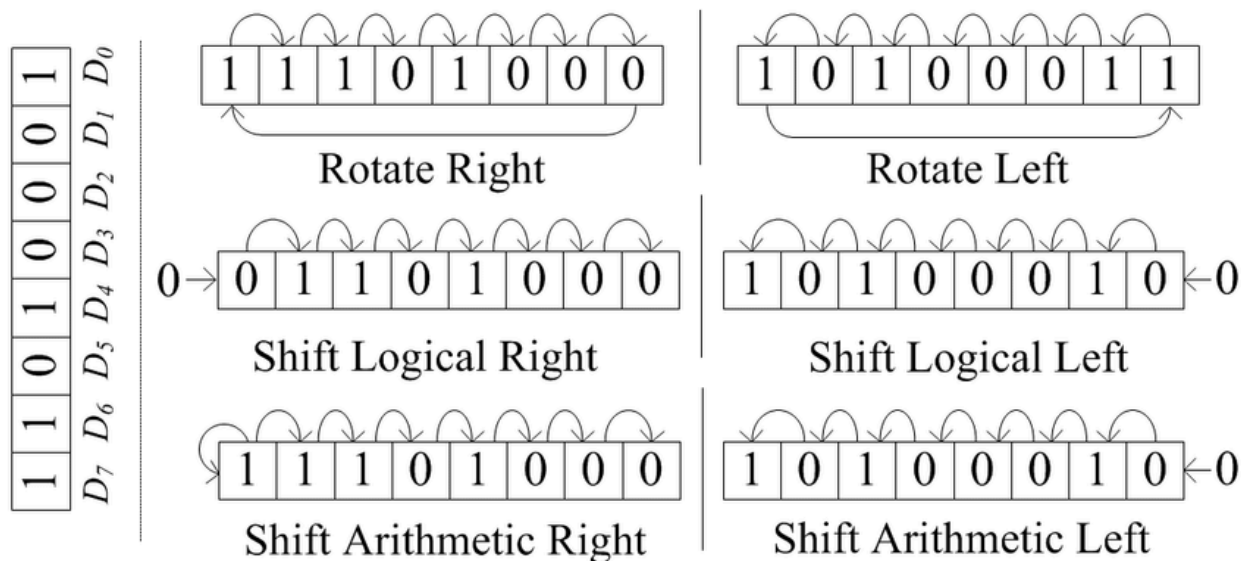 1 1 0 1 0 0 0 1
D₇ D₆ D₅ D₄ D₃ D₂ D₁ D₀
1 1 1 0 1 0 0 0
Rotate Right
1 0 1 0 0 0 1 1
Rotate Left
0 0 1 1 0 1 0 0 0
Shift Logical Right
1 0 1 0 0 0 1 0 0
Shift Logical Left
1 1 1 0 1 0 0 0
Shift Arithmetic Right
1 0 1 0 0 0 1 0 0
Shift Arithmetic Left